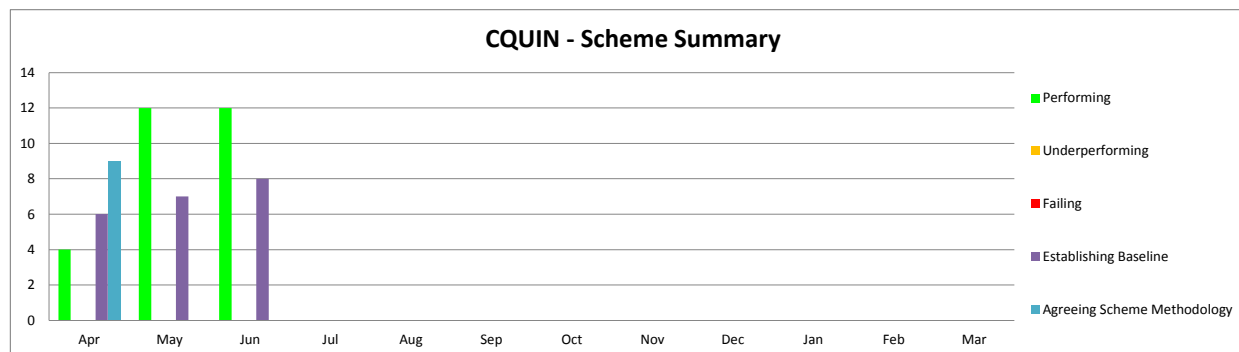 CQUIN - Scheme Summary
14
12
10
8
6
4
2
0
Apr May Jun Jul Aug Sep Oct Nov Dec Jan Feb Mar
Performing
Underperforming
Failing
Establishing Baseline
Agreeing Scheme Methodology